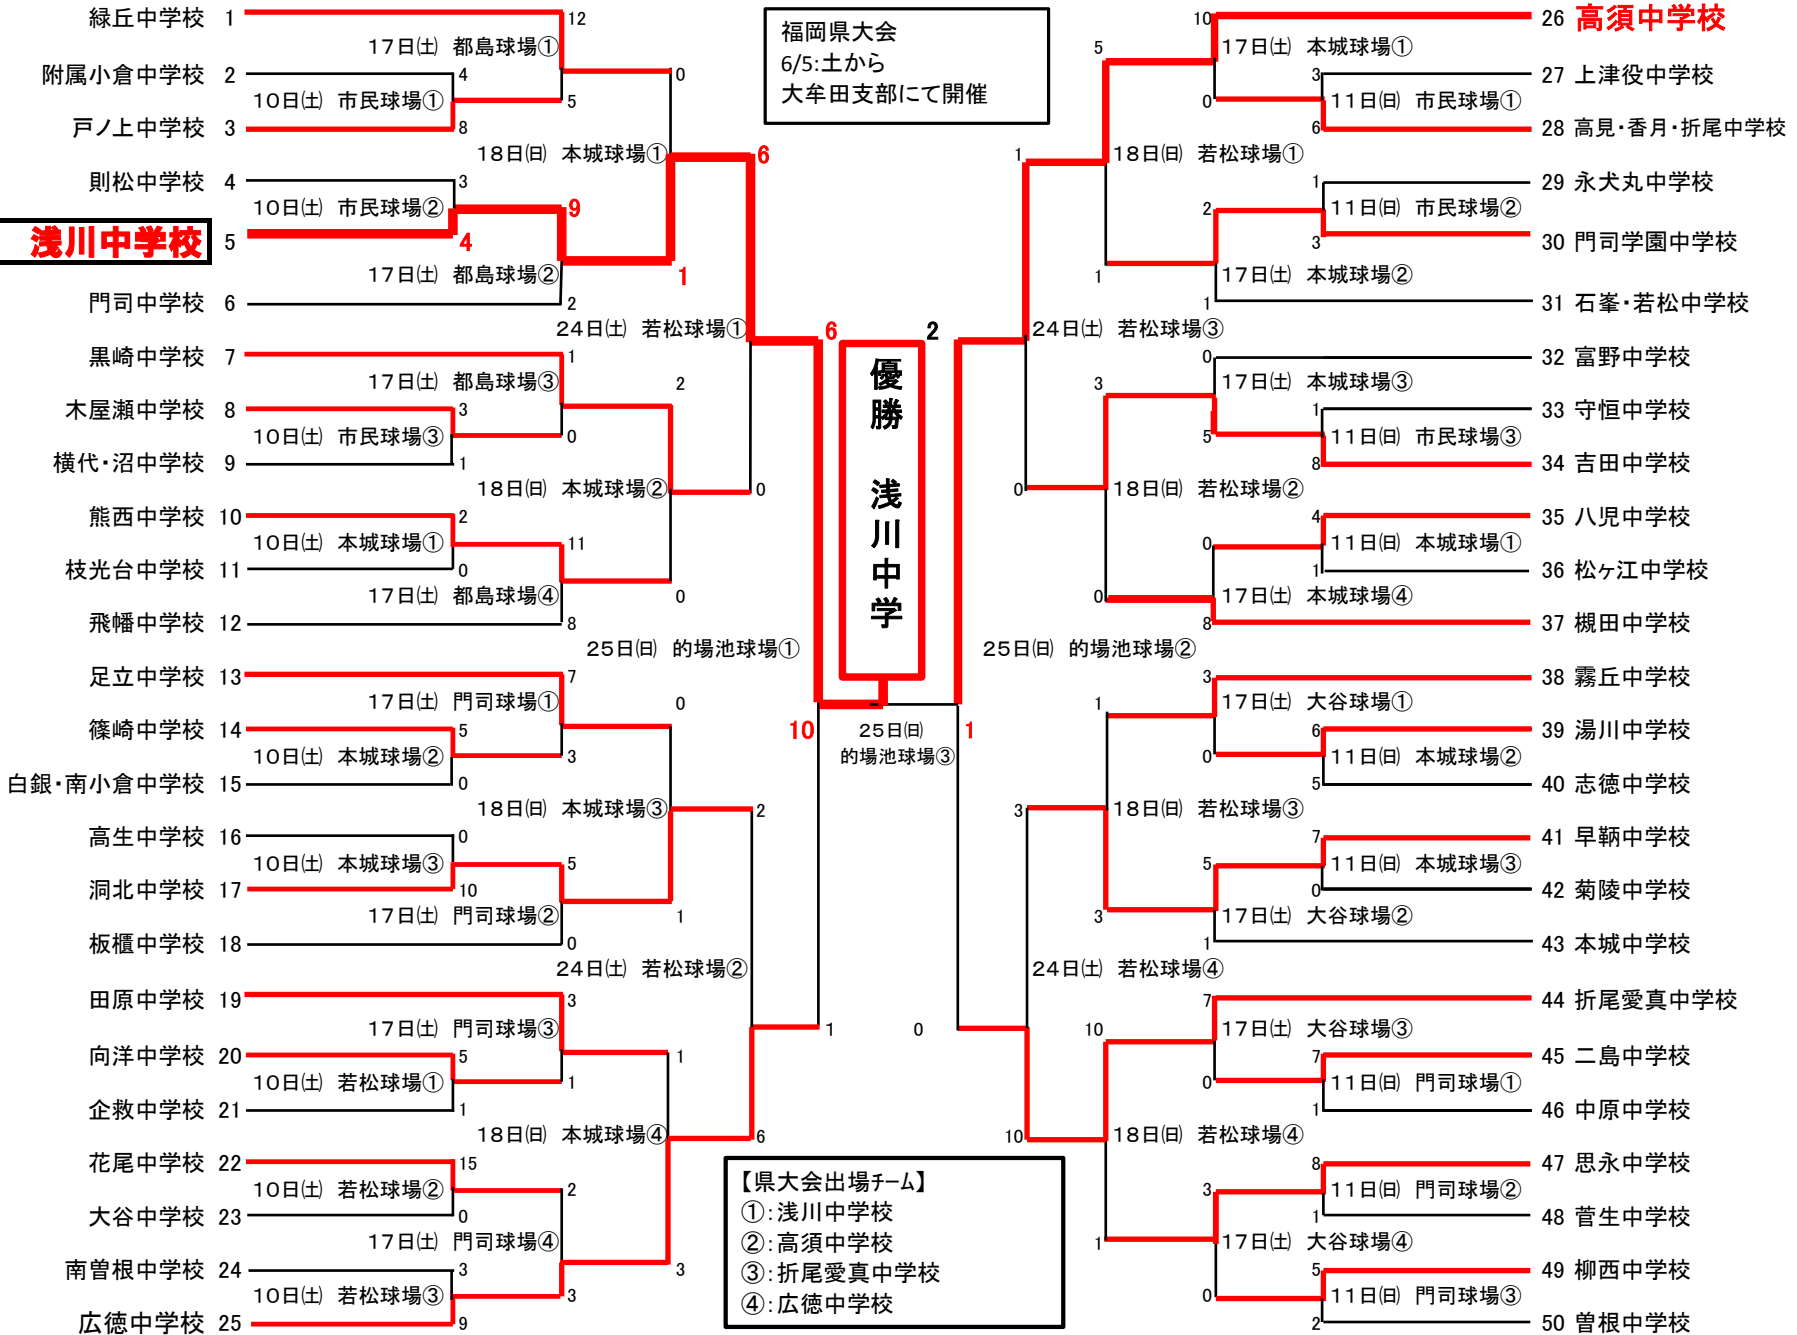 緑丘中学校 1
12
17日(土) 都島球場①
附属小倉中学校 2
4
0
10日(土) 市民球場①
5
戸ノ上中学校 3
8
18日(日) 本城球場①
6
則松中学校 4
3
10日(土) 市民球場②
9
浅川中学校 5
4
17日(土) 都島球場②
1
門司中学校 6
2
24日(土) 若松球場①
6
黒崎中学校 7
1
17日(土) 都島球場③
2
木屋瀬中学校 8
3
10日(土) 市民球場③
0
横代・沼中学校 9
1
18日(日) 本城球場②
0
熊西中学校 10
2
10日(土) 本城球場①
11
枝光台中学校 11
0
17日(土) 都島球場④
0
飛幡中学校 12
8
25日(日) 的場池球場①
足立中学校 13
7
17日(土) 門司球場①
0
篠崎中学校 14
5
10
10日(土) 本城球場②
3
白銀・南小倉中学校 15
0
18日(日) 本城球場③
2
高生中学校 16
0
10日(土) 本城球場③
5
洞北中学校 17
10
17日(土) 門司球場②
1
板櫃中学校 18
0
24日(土) 若松球場②
田原中学校 19
3
17日(土) 門司球場③
1
向洋中学校 20
5
1
10日(土) 若松球場①
1
企救中学校 21
1
18日(日) 本城球場④
6
花尾中学校 22
15
10日(土) 若松球場②
2
大谷中学校 23
0
17日(土) 門司球場④
3
南曽根中学校 24
3
10日(土) 若松球場③
3
広徳中学校 25
9
福岡県大会
6/5:土から
大牟田支部にて開催
2
優勝 浅川中学
25日(日)
的場池球場③
1
0
【県大会出場チーム】
①:浅川中学校
②:高須中学校
③:折尾愛真中学校
④:広徳中学校
10
26 高須中学校
5
17日(土) 本城球場①
3
27 上津役中学校
0
11日(日) 市民球場①
6
28 高見・香月・折尾中学校
1
18日(日) 若松球場①
1
29 永犬丸中学校
2
11日(日) 市民球場②
3
30 門司学園中学校
1
17日(土) 本城球場②
1
31 石峯・若松中学校
24日(土) 若松球場③
0
32 富野中学校
3
17日(土) 本城球場③
1
33 守恒中学校
5
11日(日) 市民球場③
8
34 吉田中学校
0
18日(日) 若松球場②
4
35 八児中学校
0
11日(日) 本城球場①
1
36 松ヶ江中学校
0
17日(土) 本城球場④
8
37 槻田中学校
25日(日) 的場池球場②
3
38 霧丘中学校
1
17日(土) 大谷球場①
6
39 湯川中学校
0
11日(日) 本城球場②
5
40 志徳中学校
3
18日(日) 若松球場③
7
41 早鞆中学校
5
11日(日) 本城球場③
0
42 菊陵中学校
3
17日(土) 大谷球場②
1
43 本城中学校
24日(土) 若松球場④
7
44 折尾愛真中学校
10
17日(土) 大谷球場③
7
45 二島中学校
0
11日(日) 門司球場①
1
46 中原中学校
10
18日(日) 若松球場④
8
47 思永中学校
3
11日(日) 門司球場②
1
48 菅生中学校
1
17日(土) 大谷球場④
5
49 柳西中学校
0
11日(日) 門司球場③
2
50 曽根中学校